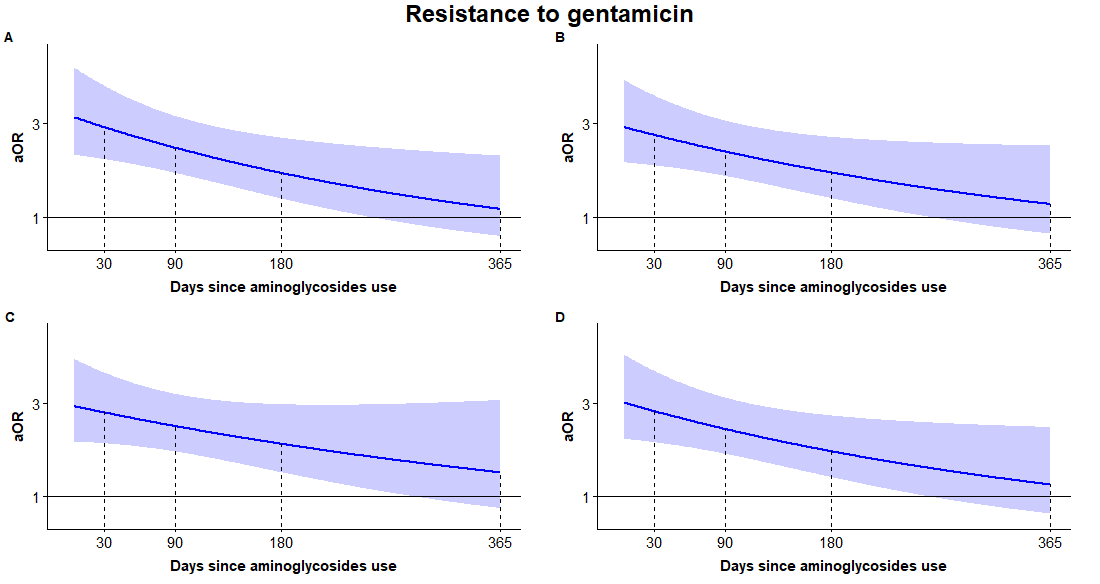 Resistance to gentamicin
A
3
aOR
1
30 90 180 365
Days since aminoglycosides use
B
3
aOR
1
30 90 180 365
Days since aminoglycosides use
C
3
aOR
1
30 90 180 365
Days since aminoglycosides use
D
3
aOR
1
30 90 180 365
Days since aminoglycosides use